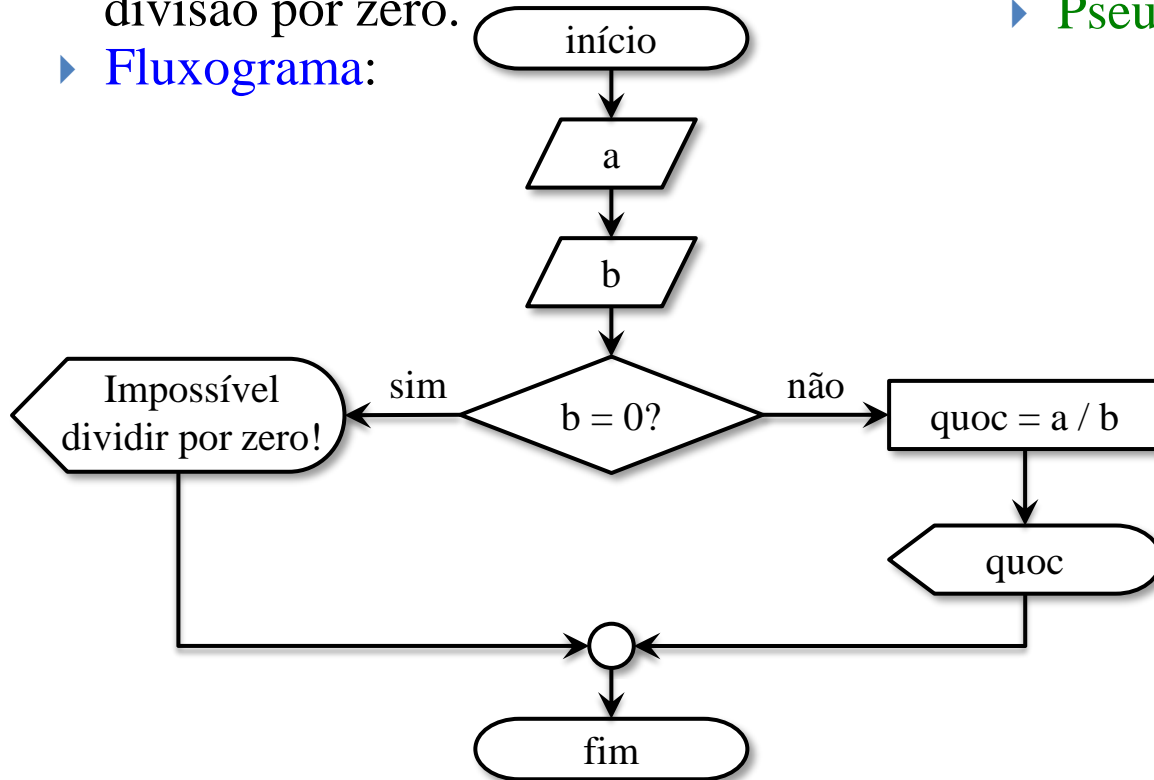 divisão por zero.
Fluxograma:
Pseu
início
a
b
b = 0?
sim
não
Impossível
dividir por zero!
quoc = a / b
quoc
fim